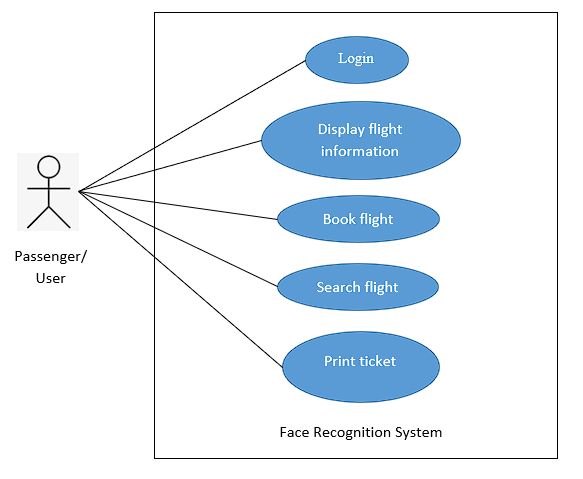 Login
Display flight
information
Book flight
Passenger/
User
Search flight
Print ticket
Face Recognition System